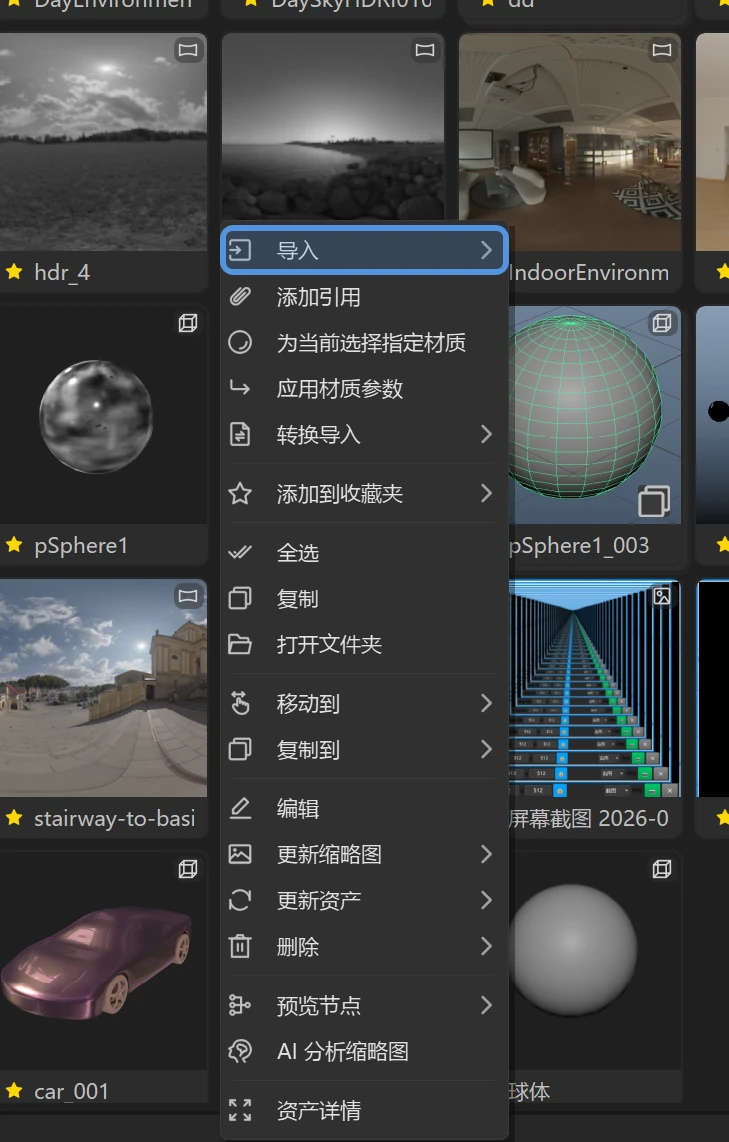 DayEnvironmen
DaySkyHDRI010
dd
hdr_4
IndoorEnvironm
pSphere1
pSphere1_003
stairway-to-basi
屏幕截图 2026-0
car_001
球体
导入
添加引用
为当前选择指定材质
应用材质参数
转换导入
添加到收藏夹
全选
复制
打开文件夹
移动到
复制到
编辑
更新缩略图
更新资产
删除
预览节点
AI 分析缩略图
资产详情